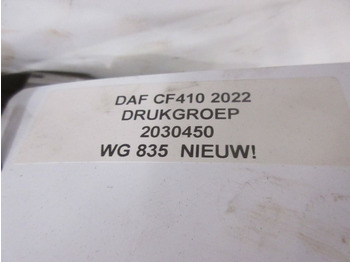 DAF CF410 2022
DRUKGROEP
2030450
WG 835 NIEUW!